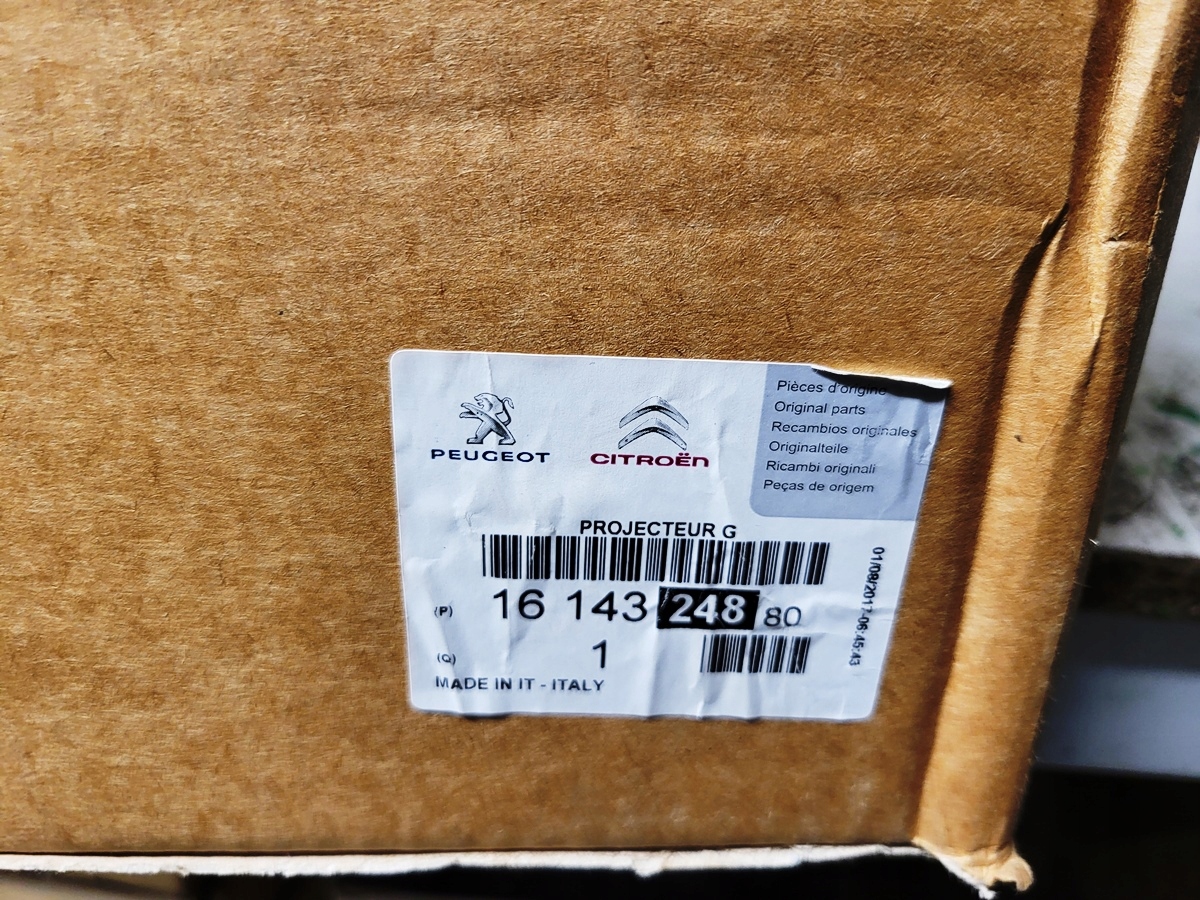 PEUGEOT
CITROËN
Pièces d'origine
Original parts
Recambios originales
Originalteile
Ricambi originali
Peças de origem
PROJECTEUR G
(P) 16 143 248 80
(Q) 1
MADE IN IT - ITALY
01/08/2017-06:45:43